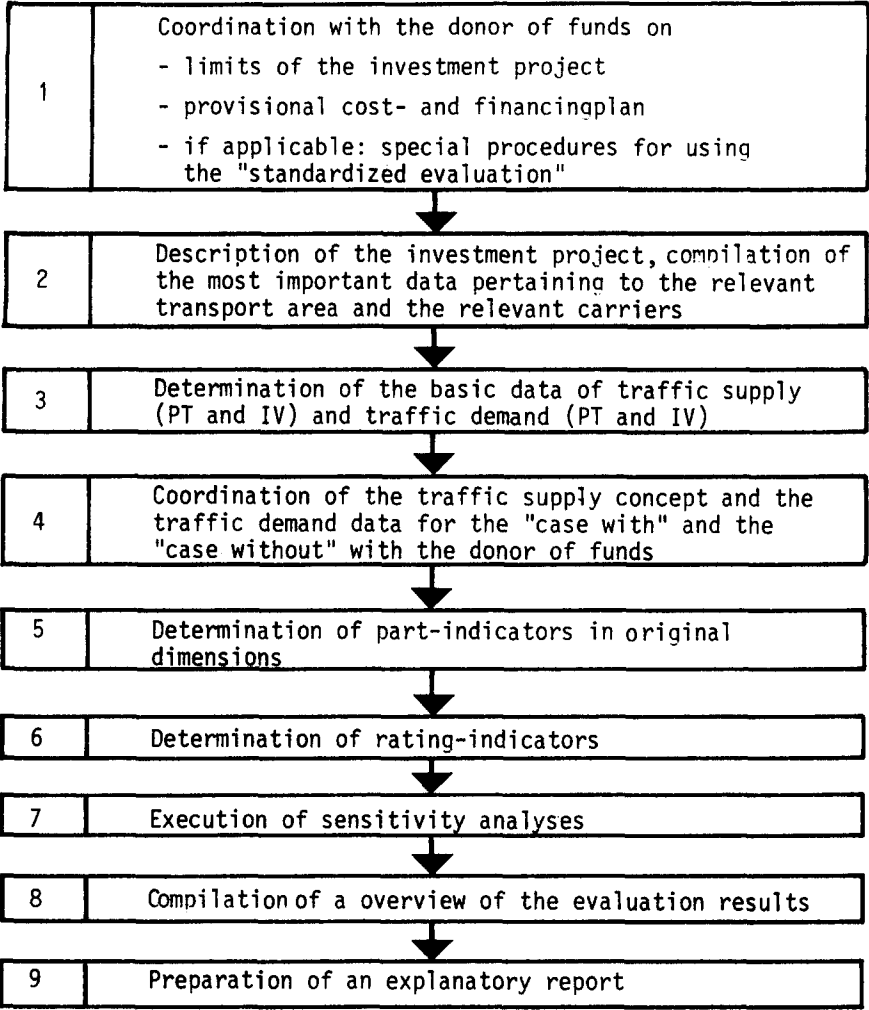 1
Coordination with the donor of funds on
- limits of the investment project
- provisional cost- and financingplan
- if applicable: special procedures for using
the "standardized evaluation"
2
Description of the investment project, compilation of
the most important data pertaining to the relevant
transport area and the relevant carriers
3
Determination of the basic data of traffic supply
(PT and IV) and traffic demand (PT and IV)
4
Coordination of the traffic supply concept and the
traffic demand data for the "case with" and the
"case without" with the donor of funds
5
Determination of part-indicators in original
dimensions
6
Determination of rating-indicators
7
Execution of sensitivity analyses
8
Compilation of a overview of the evaluation results
9
Preparation of an explanatory report